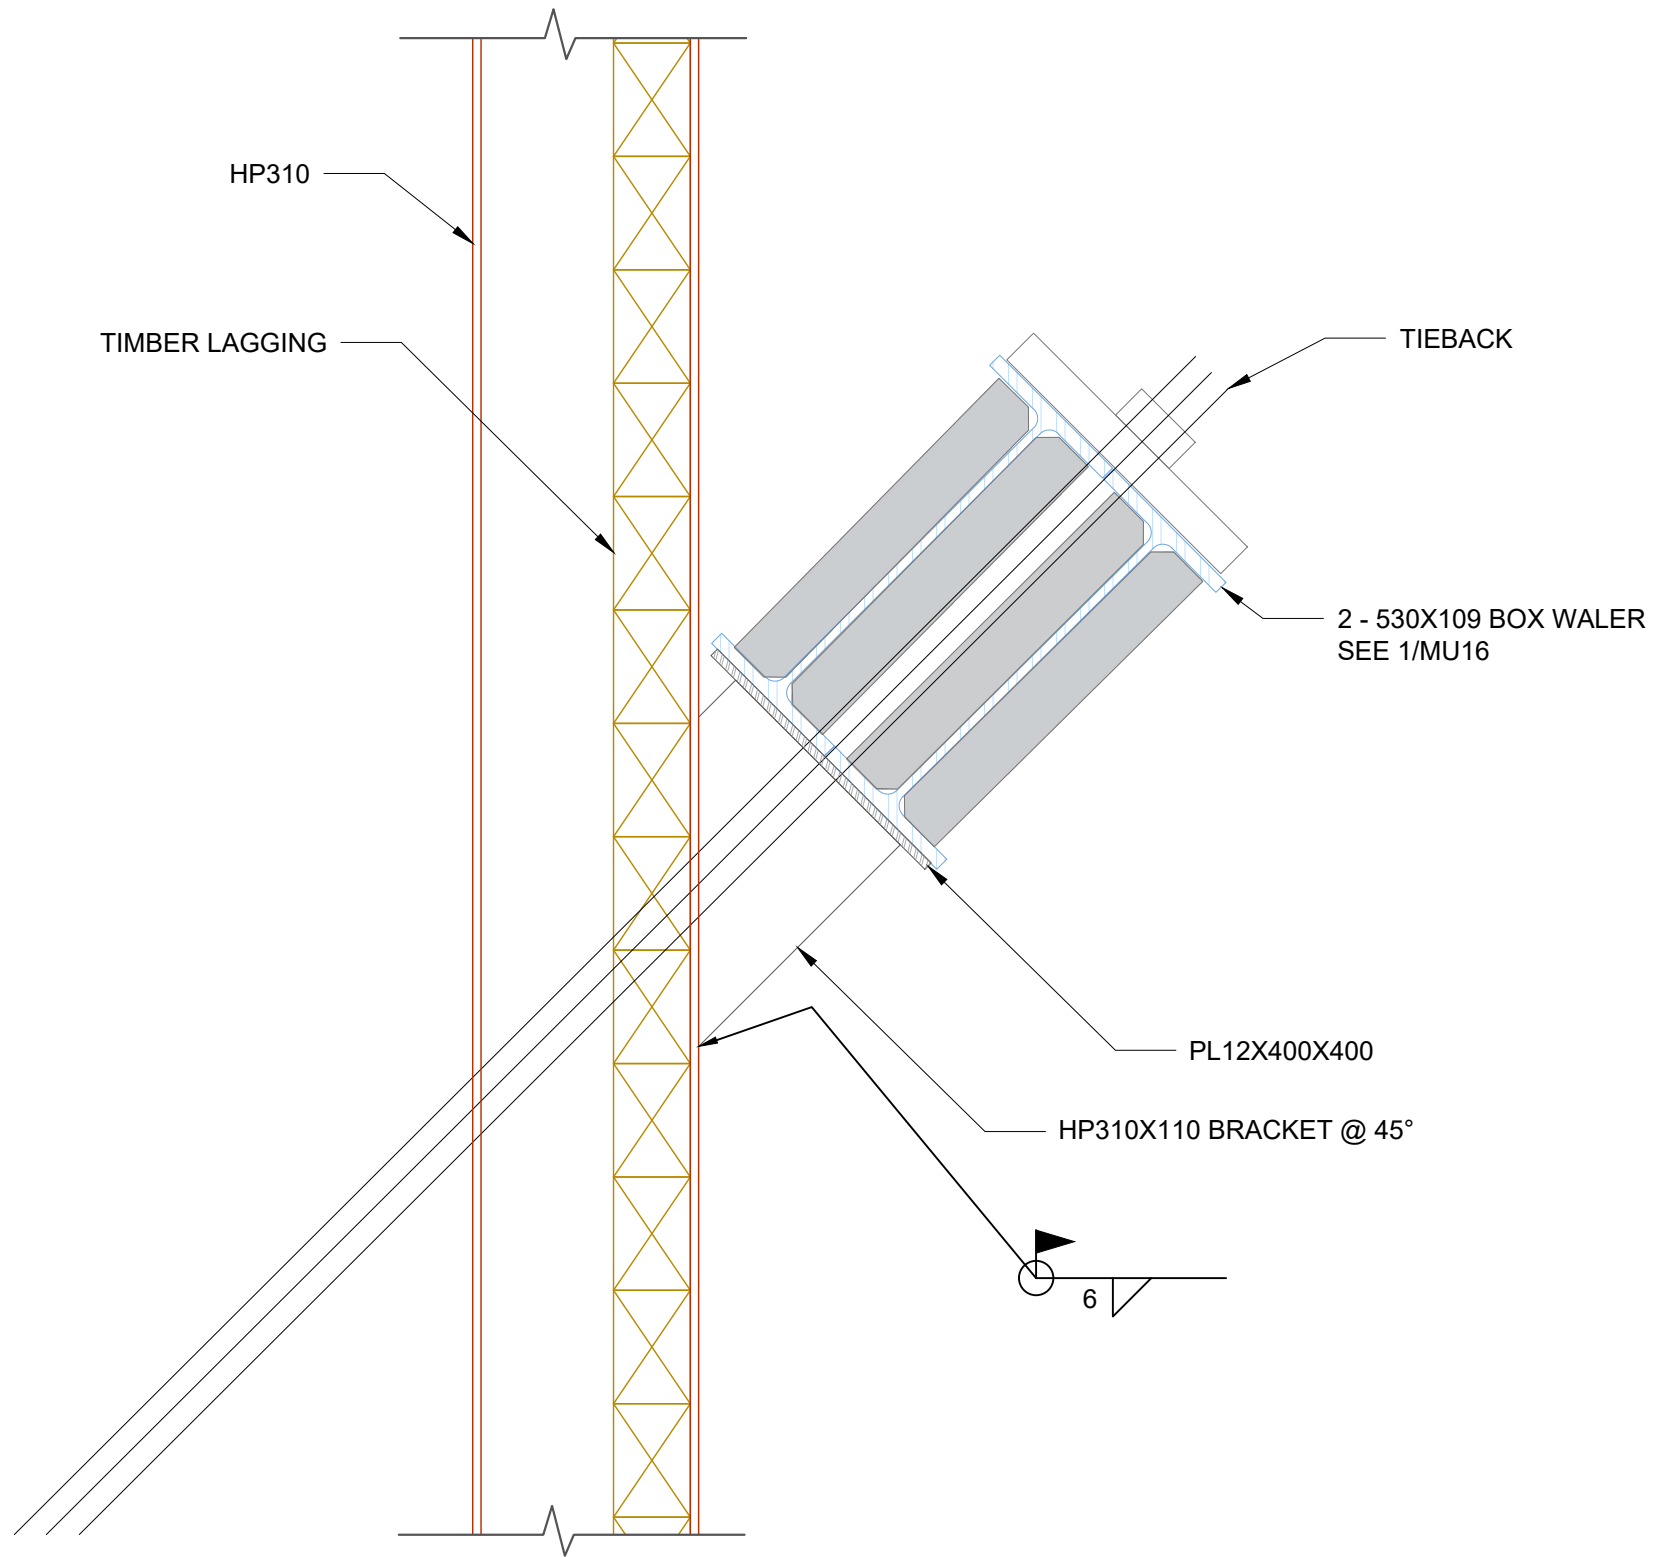 HP310
TIMBER LAGGING
TIEBACK
2 - 530X109 BOX WALER
SEE 1/MU16
PL12X400X400
HP310X110 BRACKET @ 45°
6